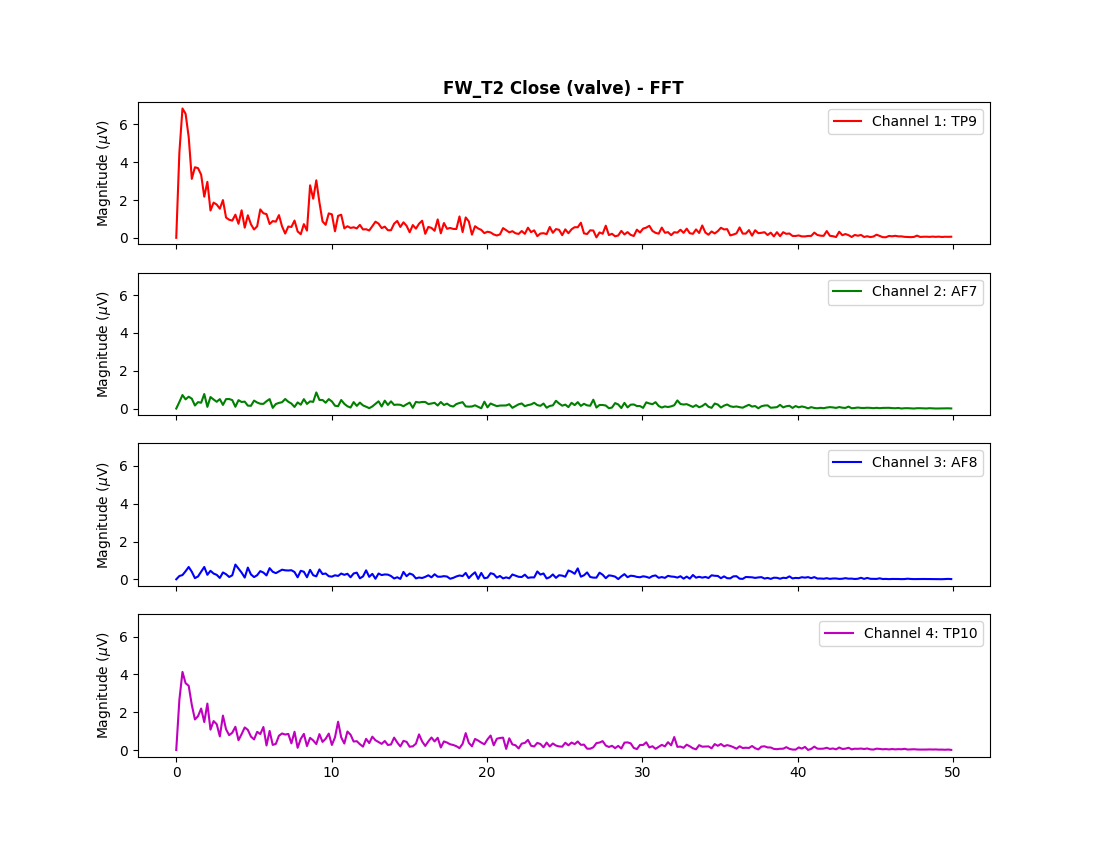 FW_T2 Close (valve) - FFT
Magnitude (μV)
6
4
2
0
Channel 1: TP9
Magnitude (μV)
6
4
2
0
Channel 2: AF7
Magnitude (μV)
6
4
2
0
Channel 3: AF8
Magnitude (μV)
6
4
2
0
Channel 4: TP10
0 10 20 30 40 50